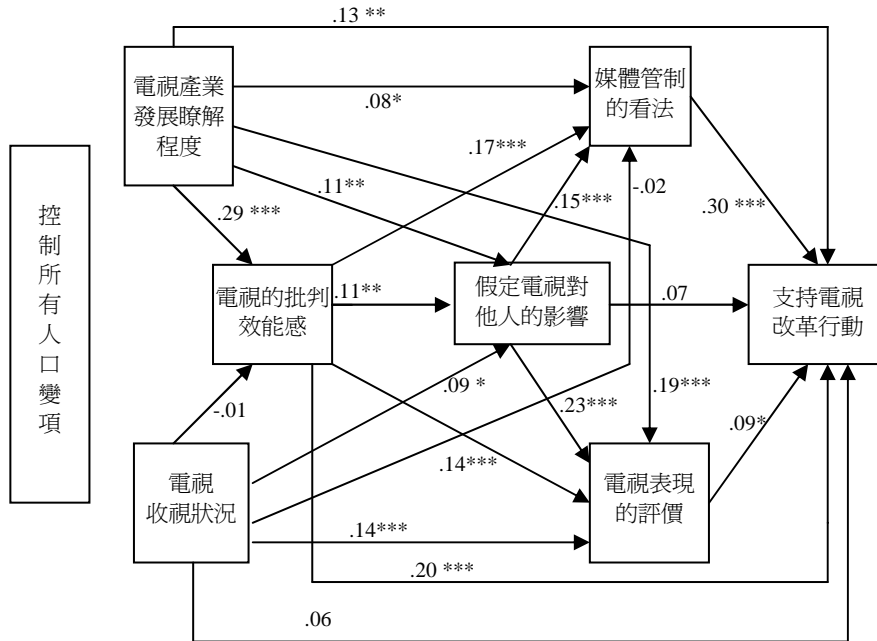 .13 **
電視產業
發展瞭解
程度
媒體管制
的看法
.08*
.17***
-.02
.11**
.15***
.29 ***
.30 ***
控
制
所
有
人
口
變
項
電視的批判
效能感
.11**
假定電視對
他人的影響
.07
支持電視
改革行動
.09 *
.19***
-.01
.23***
.09*
.14***
電視
收視狀況
電視表現
的評價
.14***
.20 ***
.06